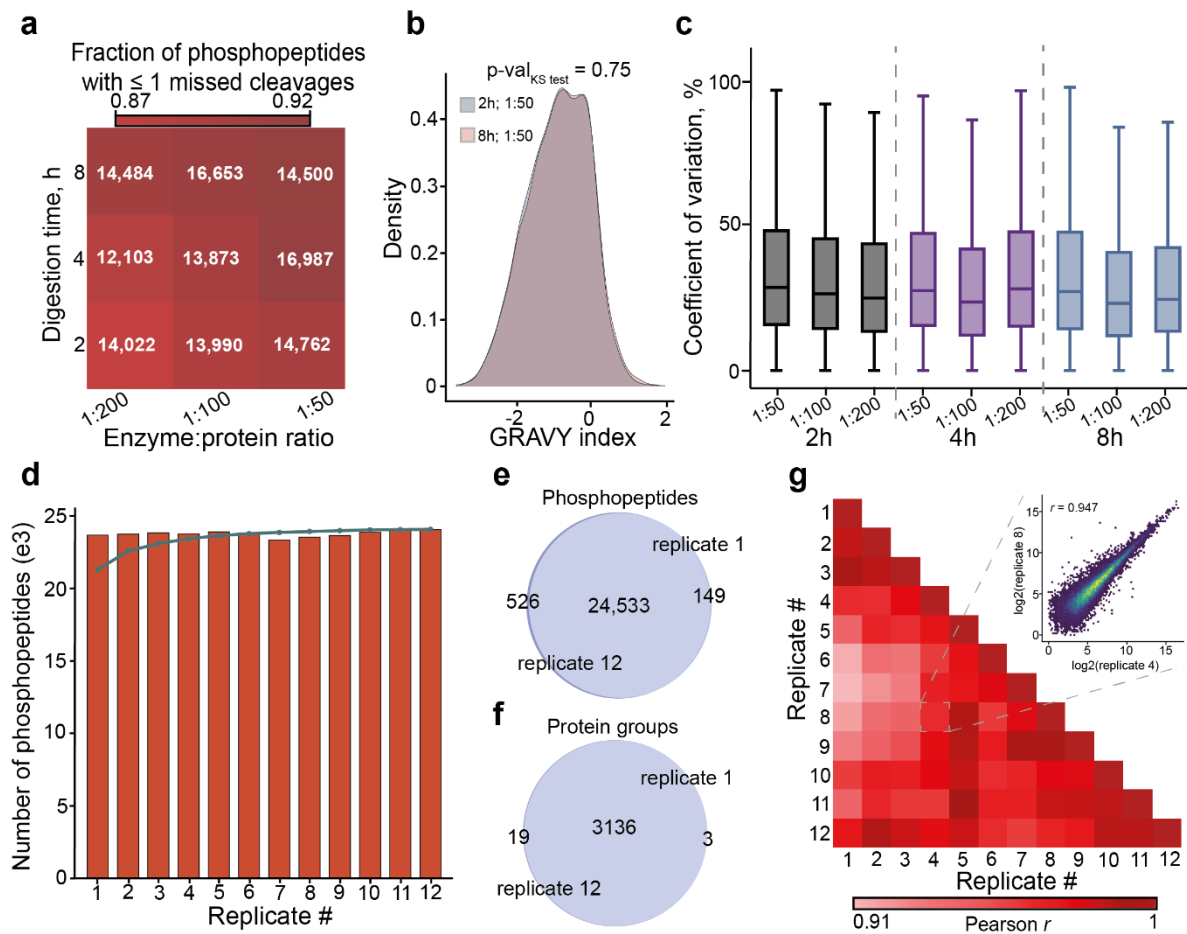 a
Fraction of phosphopeptides
with ≤ 1 missed cleavages
0.87
0.92
Digestion time, h
8
14,484
16,653
14,500
4
12,103
13,873
16,987
2
14,022
13,990
14,762
1:200
1:100
1:50
Enzyme:protein ratio
b
p-val KS test = 0.75
2h; 1:50
8h; 1:50
Density
0.4
0.3
0.2
0.1
0
-2
0
2
GRAVY index
c
Coefficient of variation, %
100
50
0
1:50
1:100
1:200
1:50
1:100
1:200
1:50
1:100
1:200
2h
4h
8h
d
Number of phosphopeptides (e3)
25
20
15
10
5
0
1 2 3 4 5 6 7 8 9 10 11 12
Replicate #
e
Phosphopeptides
replicate 1
526
24,533
149
replicate 12
f
Protein groups
replicate 1
19
3136
3
replicate 12
g
Replicate #
1
2
3
4
5
6
7
8
9
10
11
12
1 2 3 4 5 6 7 8 9 10 11 12
Replicate #
r = 0.947
log2(replicate 8)
15
10
5
0
0 5 10 15
log2(replicate 4)
0.91
Pearson r
1